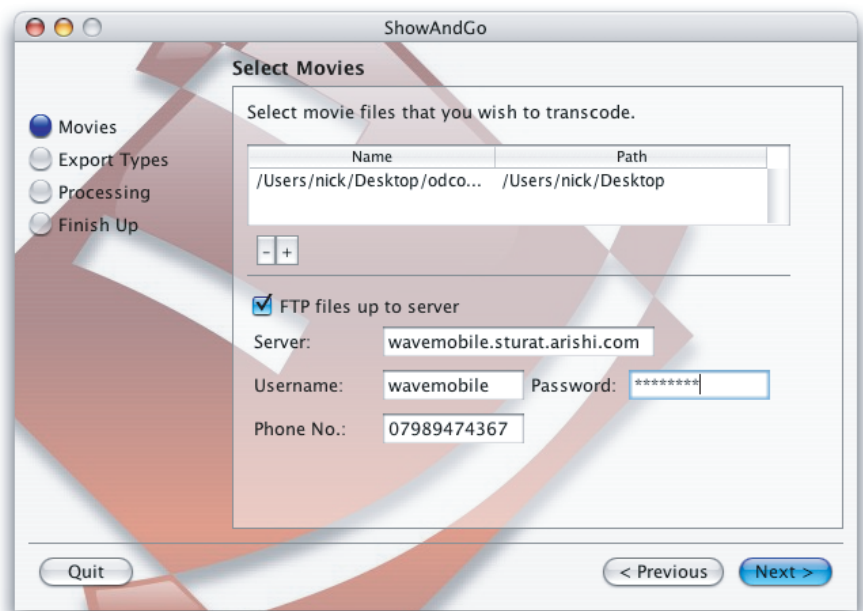 ShowAndGo
Select Movies
Movies
Export Types
Processing
Finish Up
Select movie files that you wish to transcode.
Name Path
/Users/nick/Desktop/odco... /Users/nick/Desktop
- +
FTP files up to server
Server: wavemobile.sturat.arishi.com
Username: wavemobile Password: ********
Phone No.: 07989474367
Quit < Previous Next >